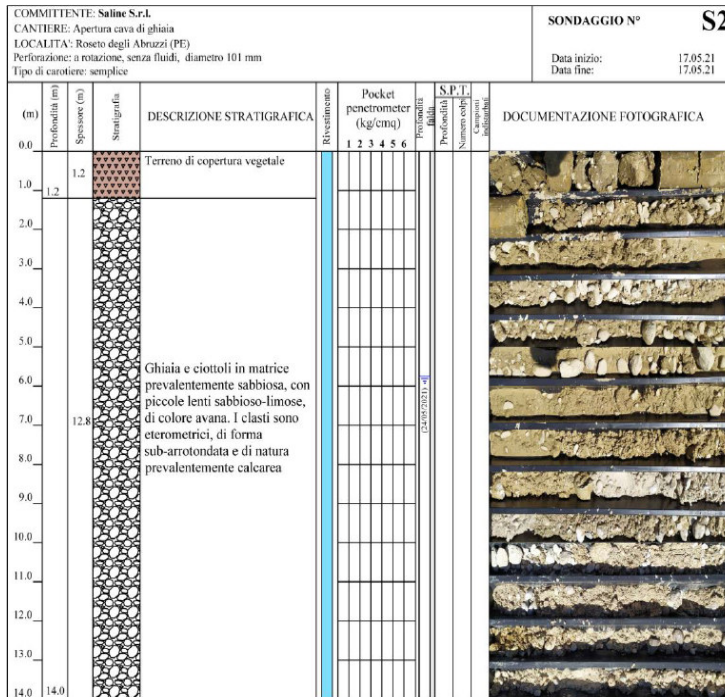 COMMITTENTE: Saline S.r.l.
CANTIERE: Apertura cava di ghiaia
LOCALITA': Roseto degli Abruzzi (PE)
Perforazione: a rotazione, senza fluidi, diametro 101 mm
Tipo di carotiere: semplice
SONDAGGIO N° S2
Data inizio: 17.05.21
Data fine: 17.05.21
(m)
Profondità (m)
Spessore (m)
Stratigrafia
DESCRIZIONE STRATIGRAFICA
Rivestimento
Pocket
penetrometer
(kg/cmq)
1 2 3 4 5 6
Profondità
falda
S.P.T.
Profondità
Numero colpi
Campioni
indisturbati
DOCUMENTAZIONE FOTOGRAFICA
0.0
1.0
2.0
3.0
4.0
5.0
6.0
7.0
8.0
9.0
10.0
11.0
12.0
13.0
14.0
1.2
14.0
1.2
12.8
Terreno di copertura vegetale
Ghiaia e ciottoli in matrice
prevalentemente sabbiosa, con
piccole lenti sabbioso-limose,
di colore avana. I clasti sono
eterometrici, di forma
sub-arrotondata e di natura
prevalentemente calcarea
(24/05/2021)